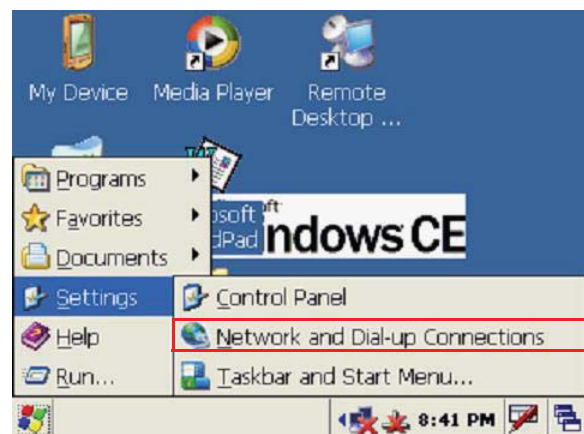 My Device Media Player Remote
Desktop ...
Programs
Favorites
Documents
Settings
Help
Run...
ndows CE
Control Panel
Network and Dial-up Connections
Taskbar and Start Menu...
8:41 PM